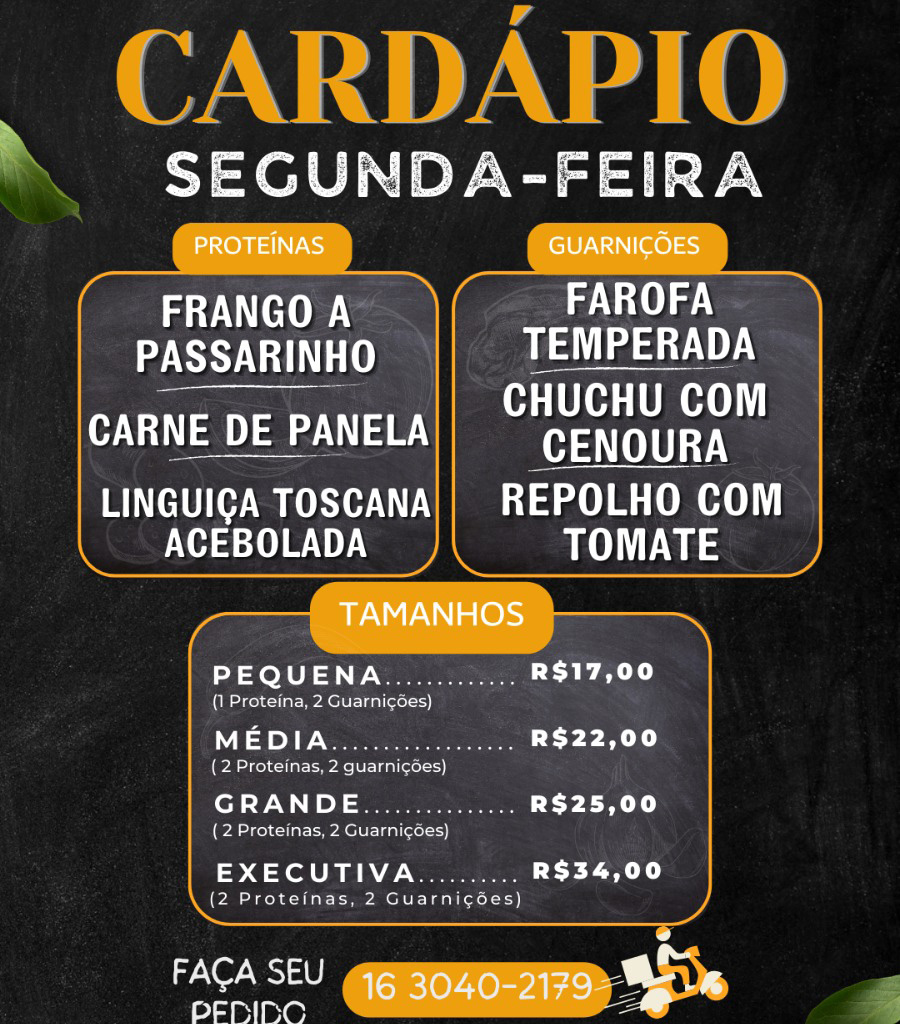 CARDÁPIO
SEGUNDA-FEIRA
PROTEÍNAS
FRANGO A
PASSARINHO
CARNE DE PANELA
LINGUIÇA TOSCANA
ACEBOLADA
GUARNIÇÕES
FAROFA
TEMPERADA
CHUCHU COM
CENOURA
REPOLHO COM
TOMATE
TAMANHOS
PEQUENA............. R$17,00
(1 Proteína, 2 Guarnições)
MÉDIA.................. R$22,00
( 2 Proteínas, 2 guarnições)
GRANDE............... R$25,00
( 2 Proteínas, 2 Guarnições)
EXECUTIVA.......... R$34,00
(2 Proteínas, 2 Guarnições)
FAÇA SEU
PEDIDO
16 3040-2179